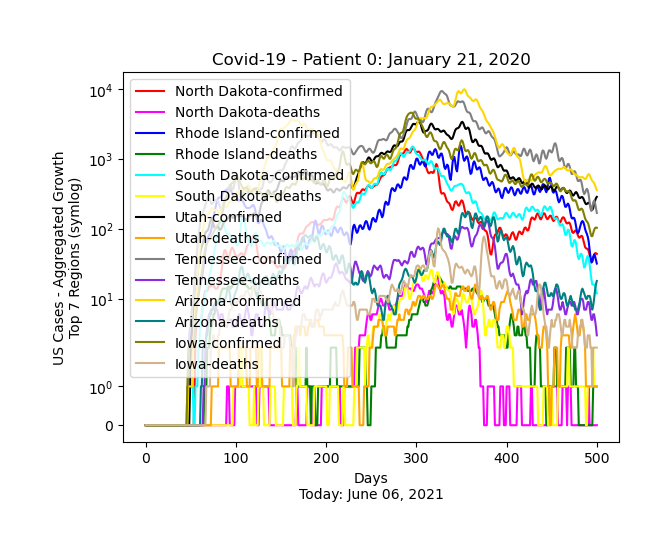 Covid-19 - Patient 0: January 21, 2020
US Cases - Aggregated Growth
Top 7 Regions (symlog)
10^4
10^3
10^2
10^1
10^0
0
North Dakota-confirmed
North Dakota-deaths
Rhode Island-confirmed
Rhode Island-deaths
South Dakota-confirmed
South Dakota-deaths
Utah-confirmed
Utah-deaths
Tennessee-confirmed
Tennessee-deaths
Arizona-confirmed
Arizona-deaths
Iowa-confirmed
Iowa-deaths
0 100 200 300 400 500
Days
Today: June 06, 2021